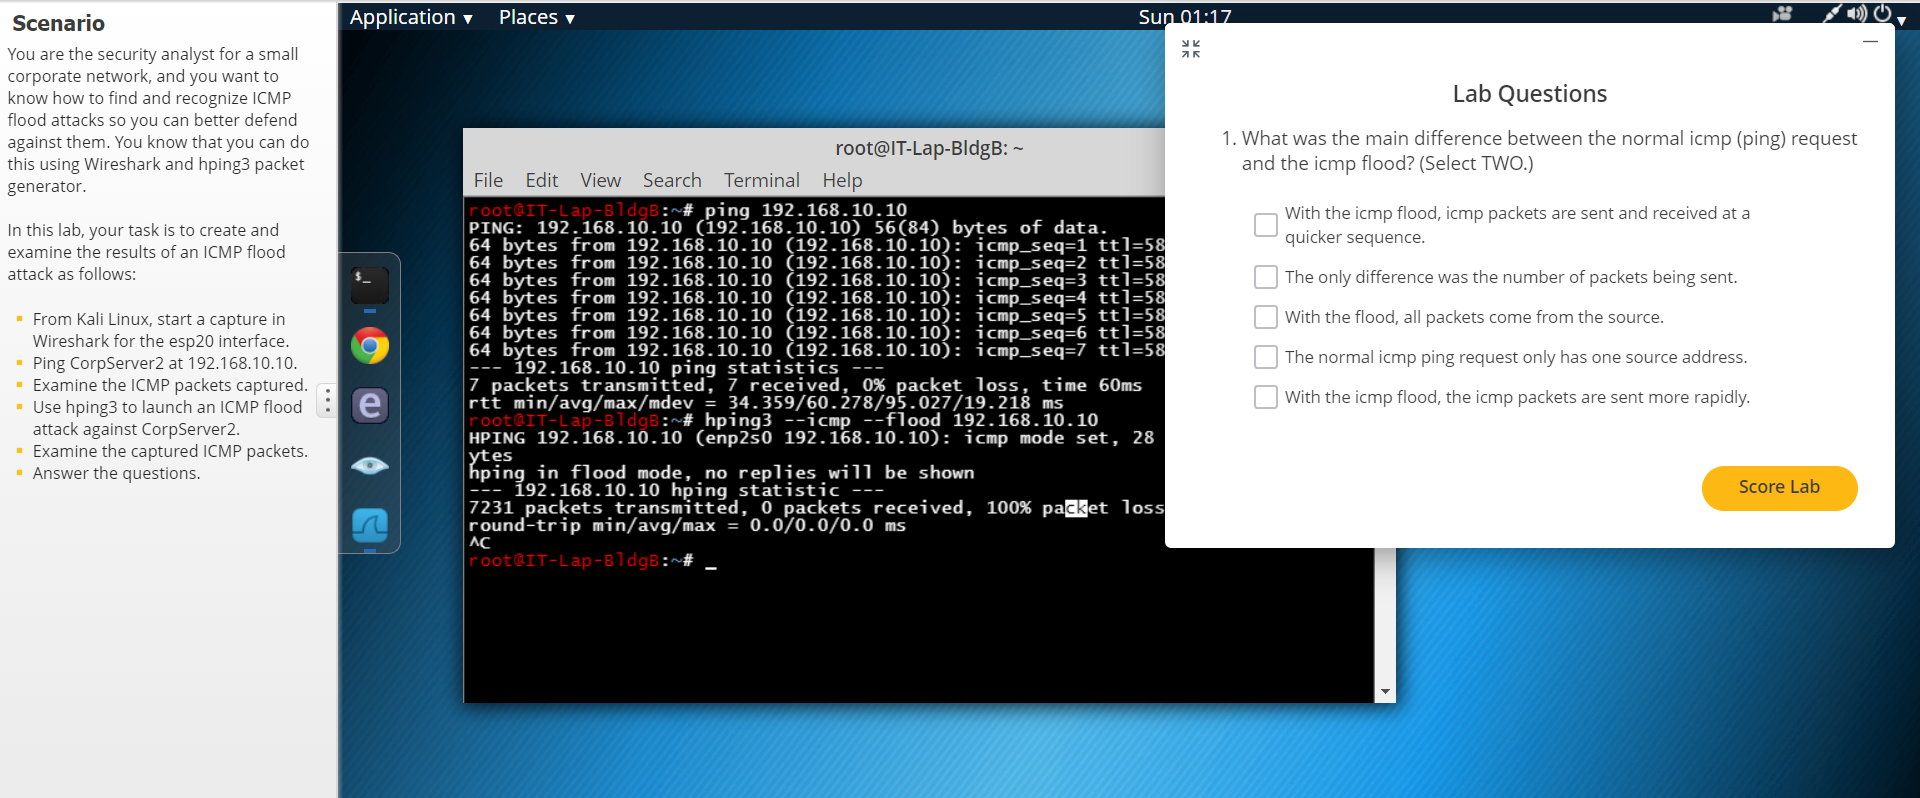 Scenario
You are the security analyst for a small
corporate network, and you want to
know how to find and recognize ICMP
flood attacks so you can better defend
against them. You know that you can do
this using Wireshark and hping3 packet
generator.
In this lab, your task is to create and
examine the results of an ICMP flood
attack as follows:
From Kali Linux, start a capture in
Wireshark for the esp20 interface.
Ping CorpServer2 at 192.168.10.10.
Examine the ICMP packets captured.
Use hping3 to launch an ICMP flood
attack against CorpServer2.
Examine the captured ICMP packets.
Answer the questions.
Application ▾ Places ▾ Sun 01:17
root@IT-Lap-BldgB: ~
File Edit View Search Terminal Help
root@IT-Lap-BldgB:~# ping 192.168.10.10
PING: 192.168.10.10 (192.168.10.10) 56(84) bytes of data.
64 bytes from 192.168.10.10 (192.168.10.10): icmp_seq=1 ttl=58
64 bytes from 192.168.10.10 (192.168.10.10): icmp_seq=2 ttl=58
64 bytes from 192.168.10.10 (192.168.10.10): icmp_seq=3 ttl=58
64 bytes from 192.168.10.10 (192.168.10.10): icmp_seq=4 ttl=58
64 bytes from 192.168.10.10 (192.168.10.10): icmp_seq=5 ttl=58
64 bytes from 192.168.10.10 (192.168.10.10): icmp_seq=6 ttl=58
64 bytes from 192.168.10.10 (192.168.10.10): icmp_seq=7 ttl=58
--- 192.168.10.10 ping statistics ---
7 packets transmitted, 7 received, 0% packet loss, time 60ms
rtt min/avg/max/mdev = 34.359/60.278/95.027/19.218 ms
root@IT-Lap-BldgB:~# hping3 --icmp --flood 192.168.10.10
HPING 192.168.10.10 (enp2s0 192.168.10.10): icmp mode set, 28
ytes
hping in flood mode, no replies will be shown
--- 192.168.10.10 hping statistic ---
7231 packets transmitted, 0 packets received, 100% packet loss
round-trip min/avg/max = 0.0/0.0/0.0 ms
^C
root@IT-Lap-BldgB:~# _
Lab Questions
1. What was the main difference between the normal icmp (ping) request
and the icmp flood? (Select TWO.)
With the icmp flood, icmp packets are sent and received at a
quicker sequence.
The only difference was the number of packets being sent.
With the flood, all packets come from the source.
The normal icmp ping request only has one source address.
With the icmp flood, the icmp packets are sent more rapidly.
Score Lab